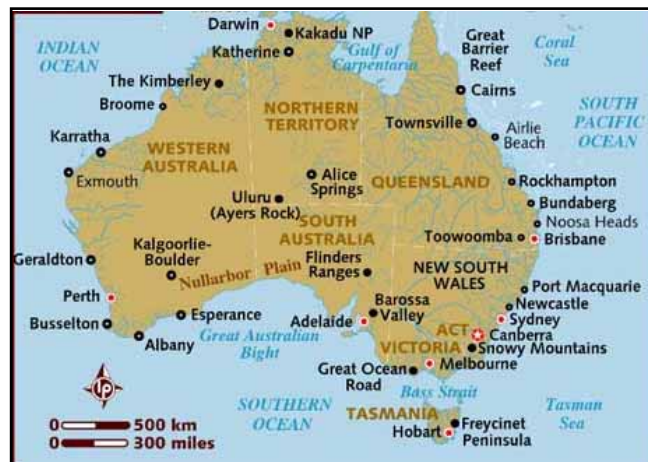 Darwin
Kakadu NP
Katherine
INDIAN
OCEAN
Gulf of
Carpentaria
Great
Barrier
Reef
Coral
Sea
The Kimberley
Broome
Cairns
NORTHERN
TERRITORY
SOUTH
PACIFIC
OCEAN
Townsville
Airlie
Beach
Karratha
WESTERN
AUSTRALIA
Exmouth
Alice
Springs
QUEENSLAND
Rockhampton
Uluru
(Ayers Rock)
Bundaberg
Noosa Heads
SOUTH
AUSTRALIA
Toowoomba
Brisbane
Geraldton
Kalgoorlie-
Boulder
Nullarbor Plain
Flinders
Ranges
NEW SOUTH
WALES
Port Macquarie
Perth
Newcastle
Esperance
Barossa
Valley
Sydney
Busselton
Adelaide
ACT
Canberra
Albany
Great Australian
Bight
VICTORIA
Snowy Mountains
Great Ocean
Road
Melbourne
Bass Strait
lp
SOUTHERN
OCEAN
TASMANIA
Tasman
Sea
0 500 km
0 300 miles
Hobart
Freycinet
Peninsula